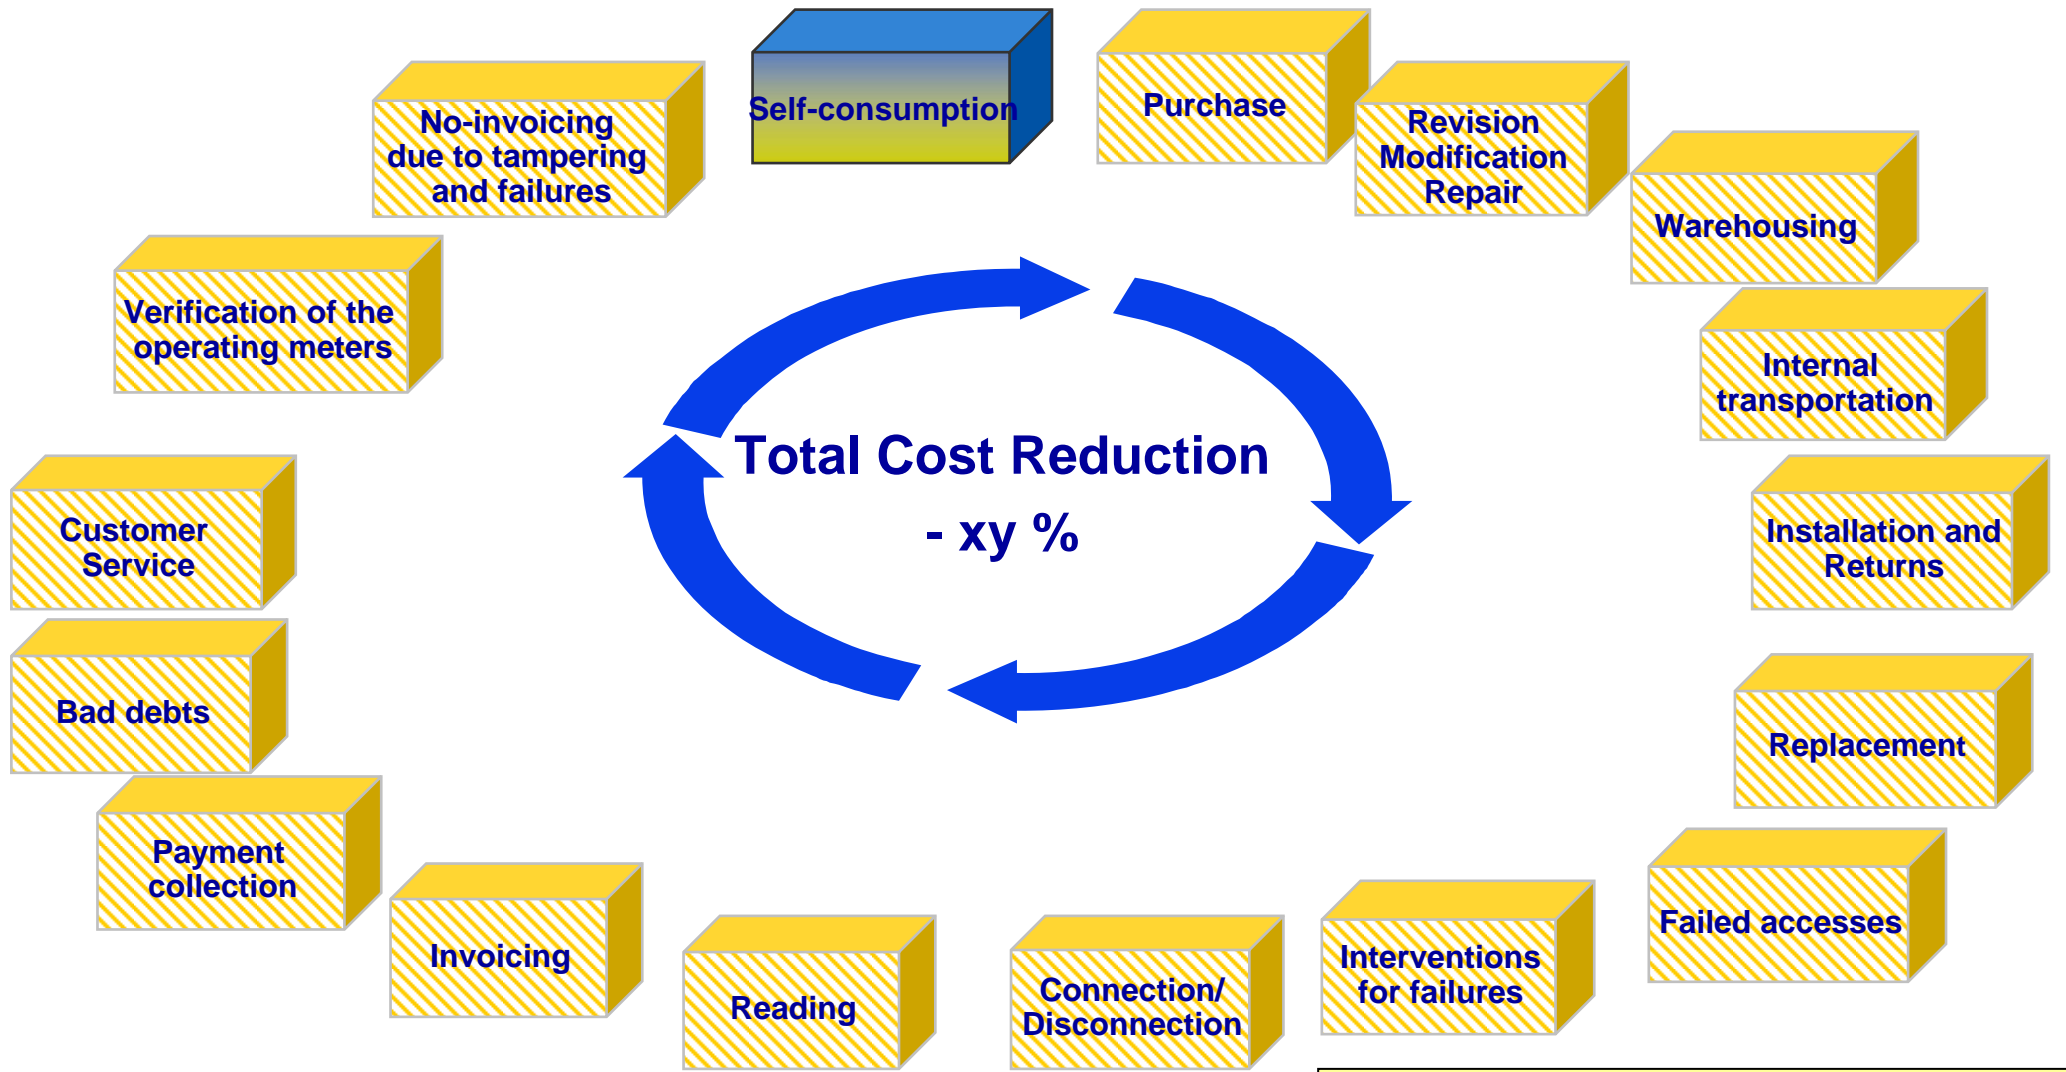 Self-consumption
Purchase
Revision
Modification
Repair
Warehousing
Internal
transportation
Installation and
Returns
Replacement
Failed accesses
Interventions
for failures
Connection/
Disconnection
Reading
Invoicing
Payment
collection
Bad debts
Customer
Service
Verification of the
operating meters
No-invoicing
due to tampering
and failures
Total Cost Reduction
- xy %